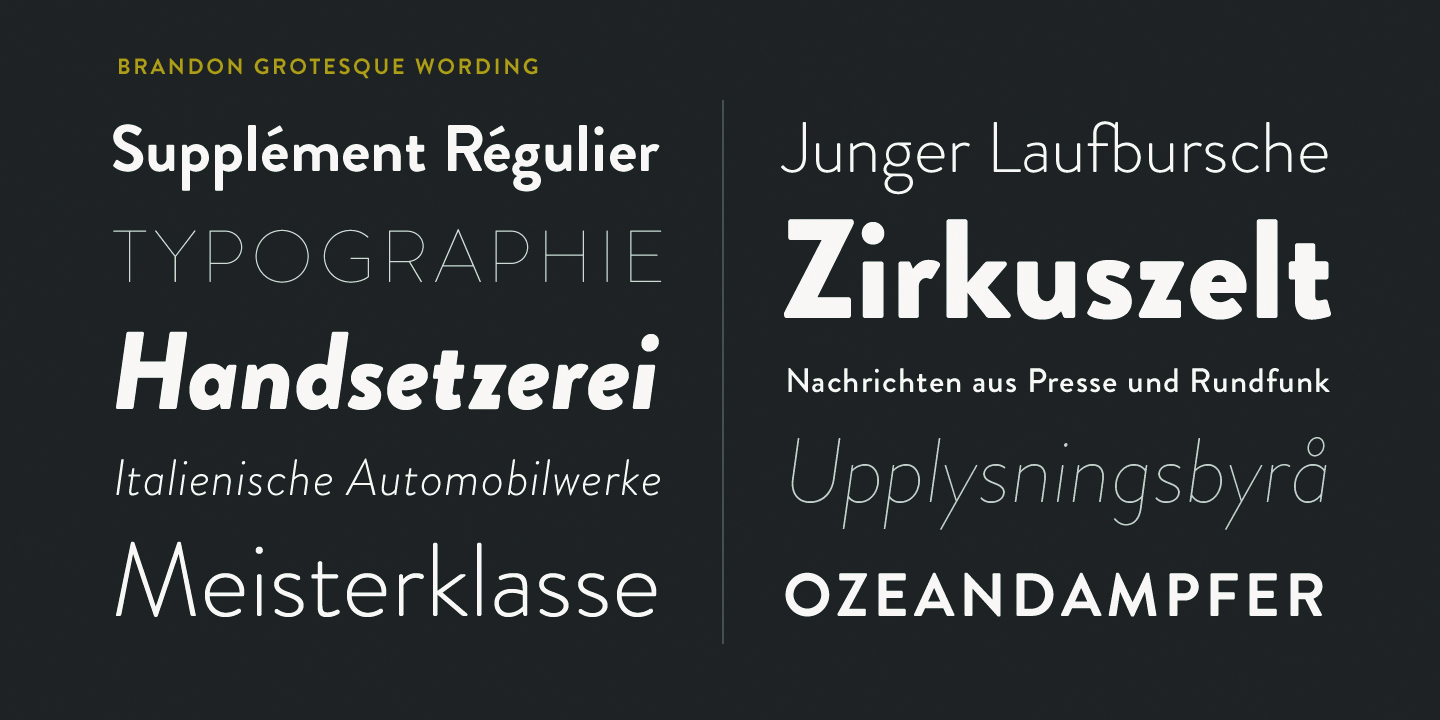 BRANDON GROTESQUE WORDING
Supplément Régulier
TYPOGRAPHIE
Handsetzerei
Italienische Automobilwerke
Meisterklasse
Junger Laufbursche
Zirkuszelt
Nachrichten aus Presse und Rundfunk
Upplysningsbyrå
OZEANDAMPFER